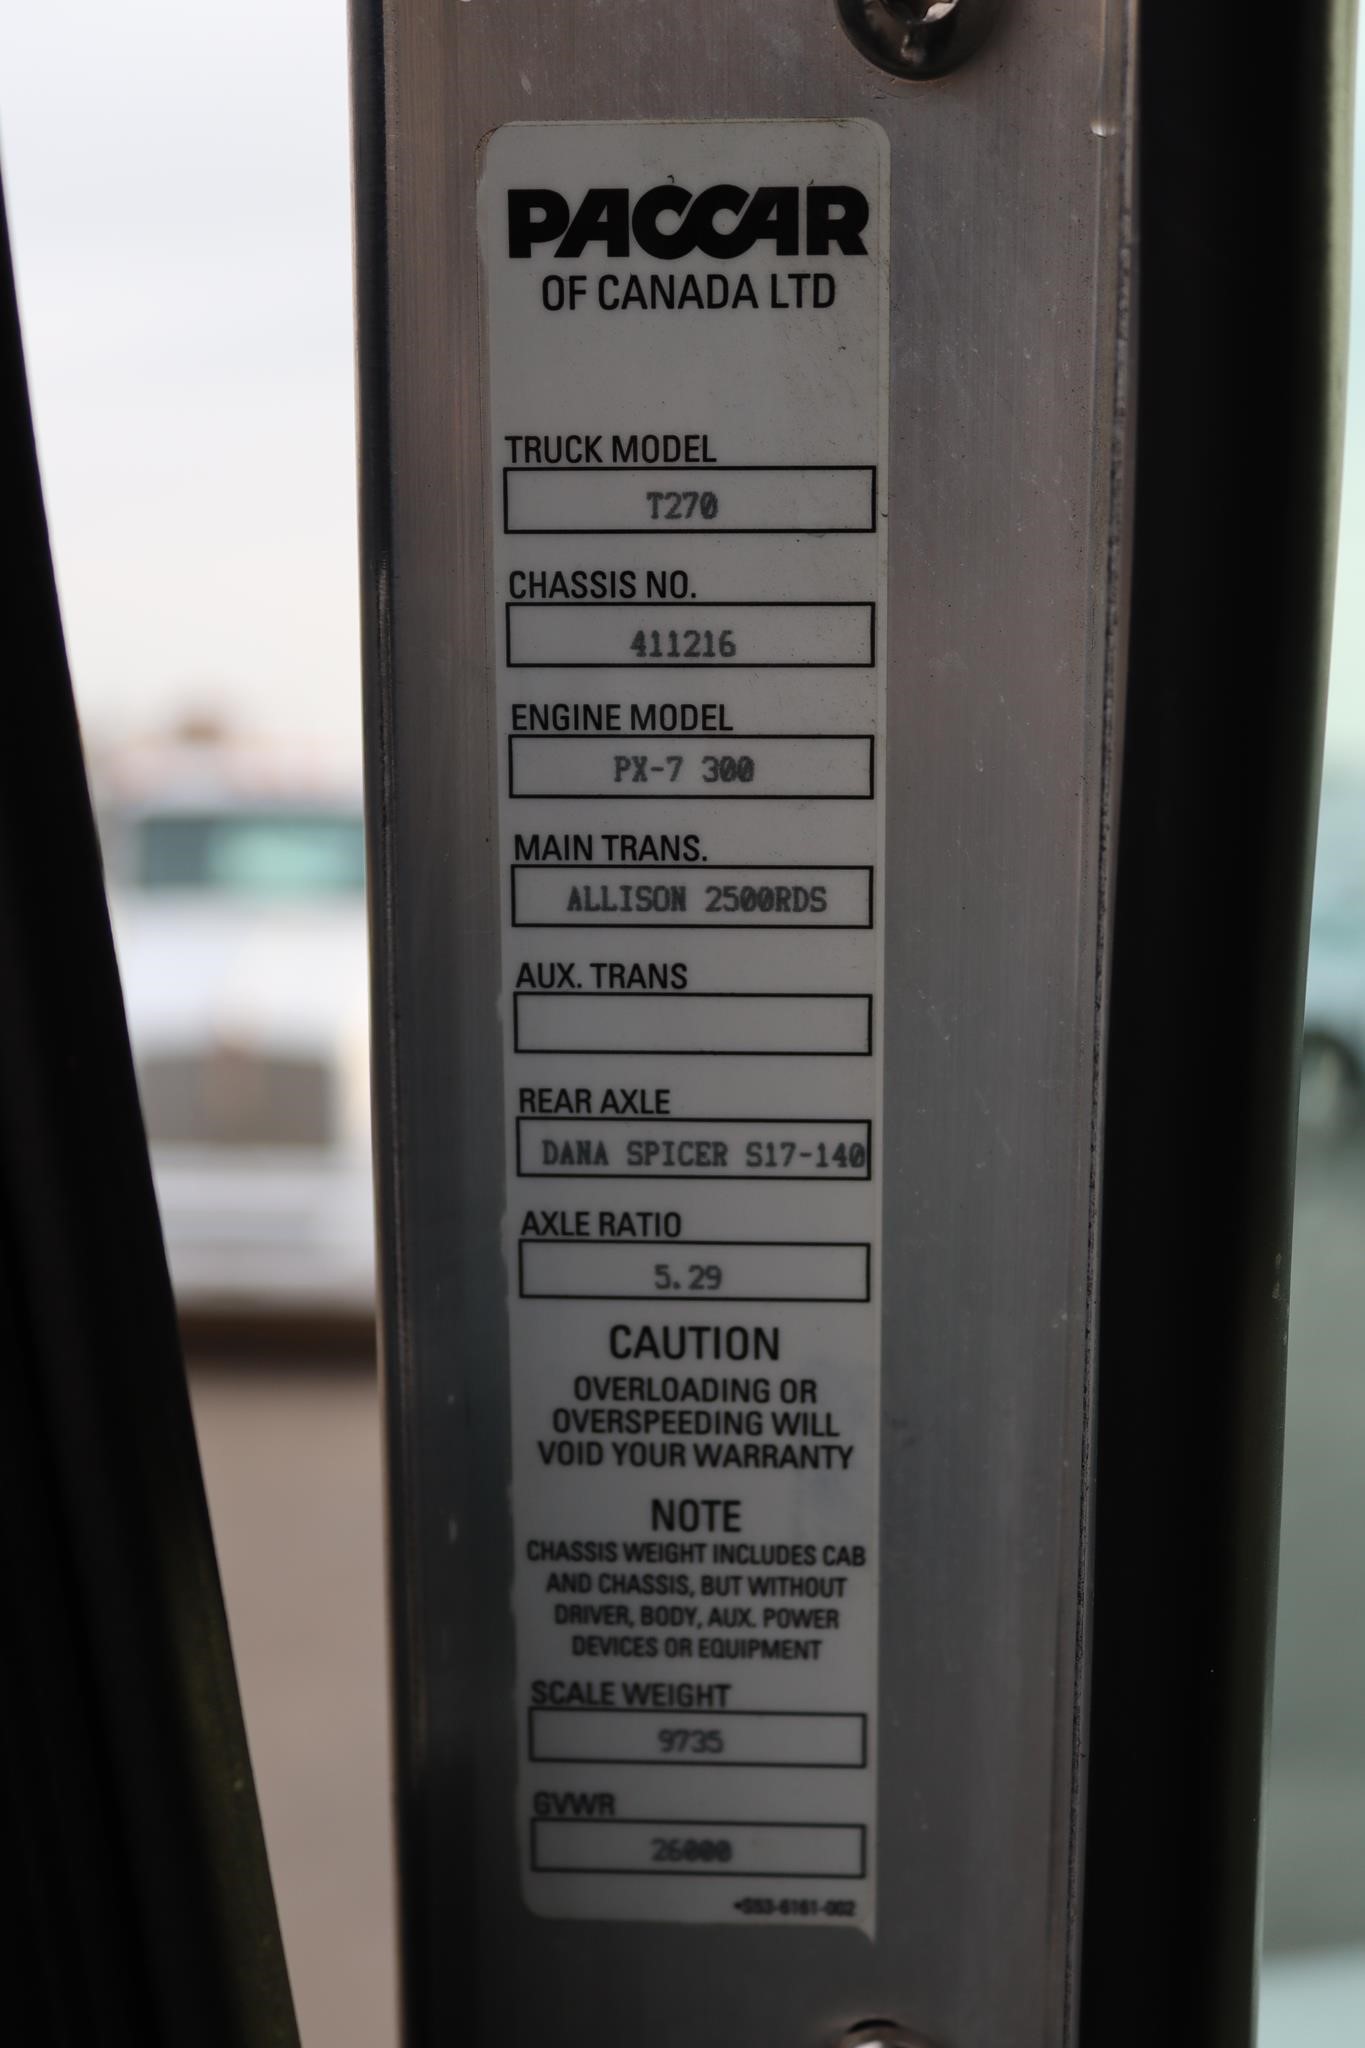 PACCAR
OF CANADA LTD
TRUCK MODEL
T270
CHASSIS NO.
411216
ENGINE MODEL
PX-7 300
MAIN TRANS.
ALLISON 2500RDS
AUX. TRANS
REAR AXLE
DANA SPICER S17-140
AXLE RATIO
5.29
CAUTION
OVERLOADING OR
OVERSPEEDING WILL
VOID YOUR WARRANTY
NOTE
CHASSIS WEIGHT INCLUDES CAB
AND CHASSIS, BUT WITHOUT
DRIVER, BODY, AUX. POWER
DEVICES OR EQUIPMENT
SCALE WEIGHT
9735
GVWR
26000
•S53-6161-002